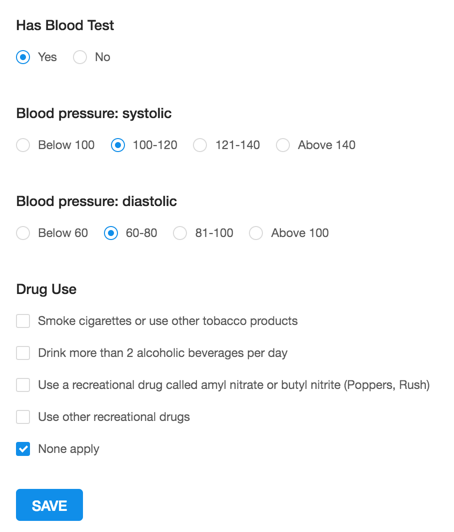 Has Blood Test
Yes No
Blood pressure: systolic
Below 100 100-120 121-140 Above 140
Blood pressure: diastolic
Below 60 60-80 81-100 Above 100
Drug Use
Smoke cigarettes or use other tobacco products
Drink more than 2 alcoholic beverages per day
Use a recreational drug called amyl nitrate or butyl nitrite (Poppers, Rush)
Use other recreational drugs
None apply
SAVE